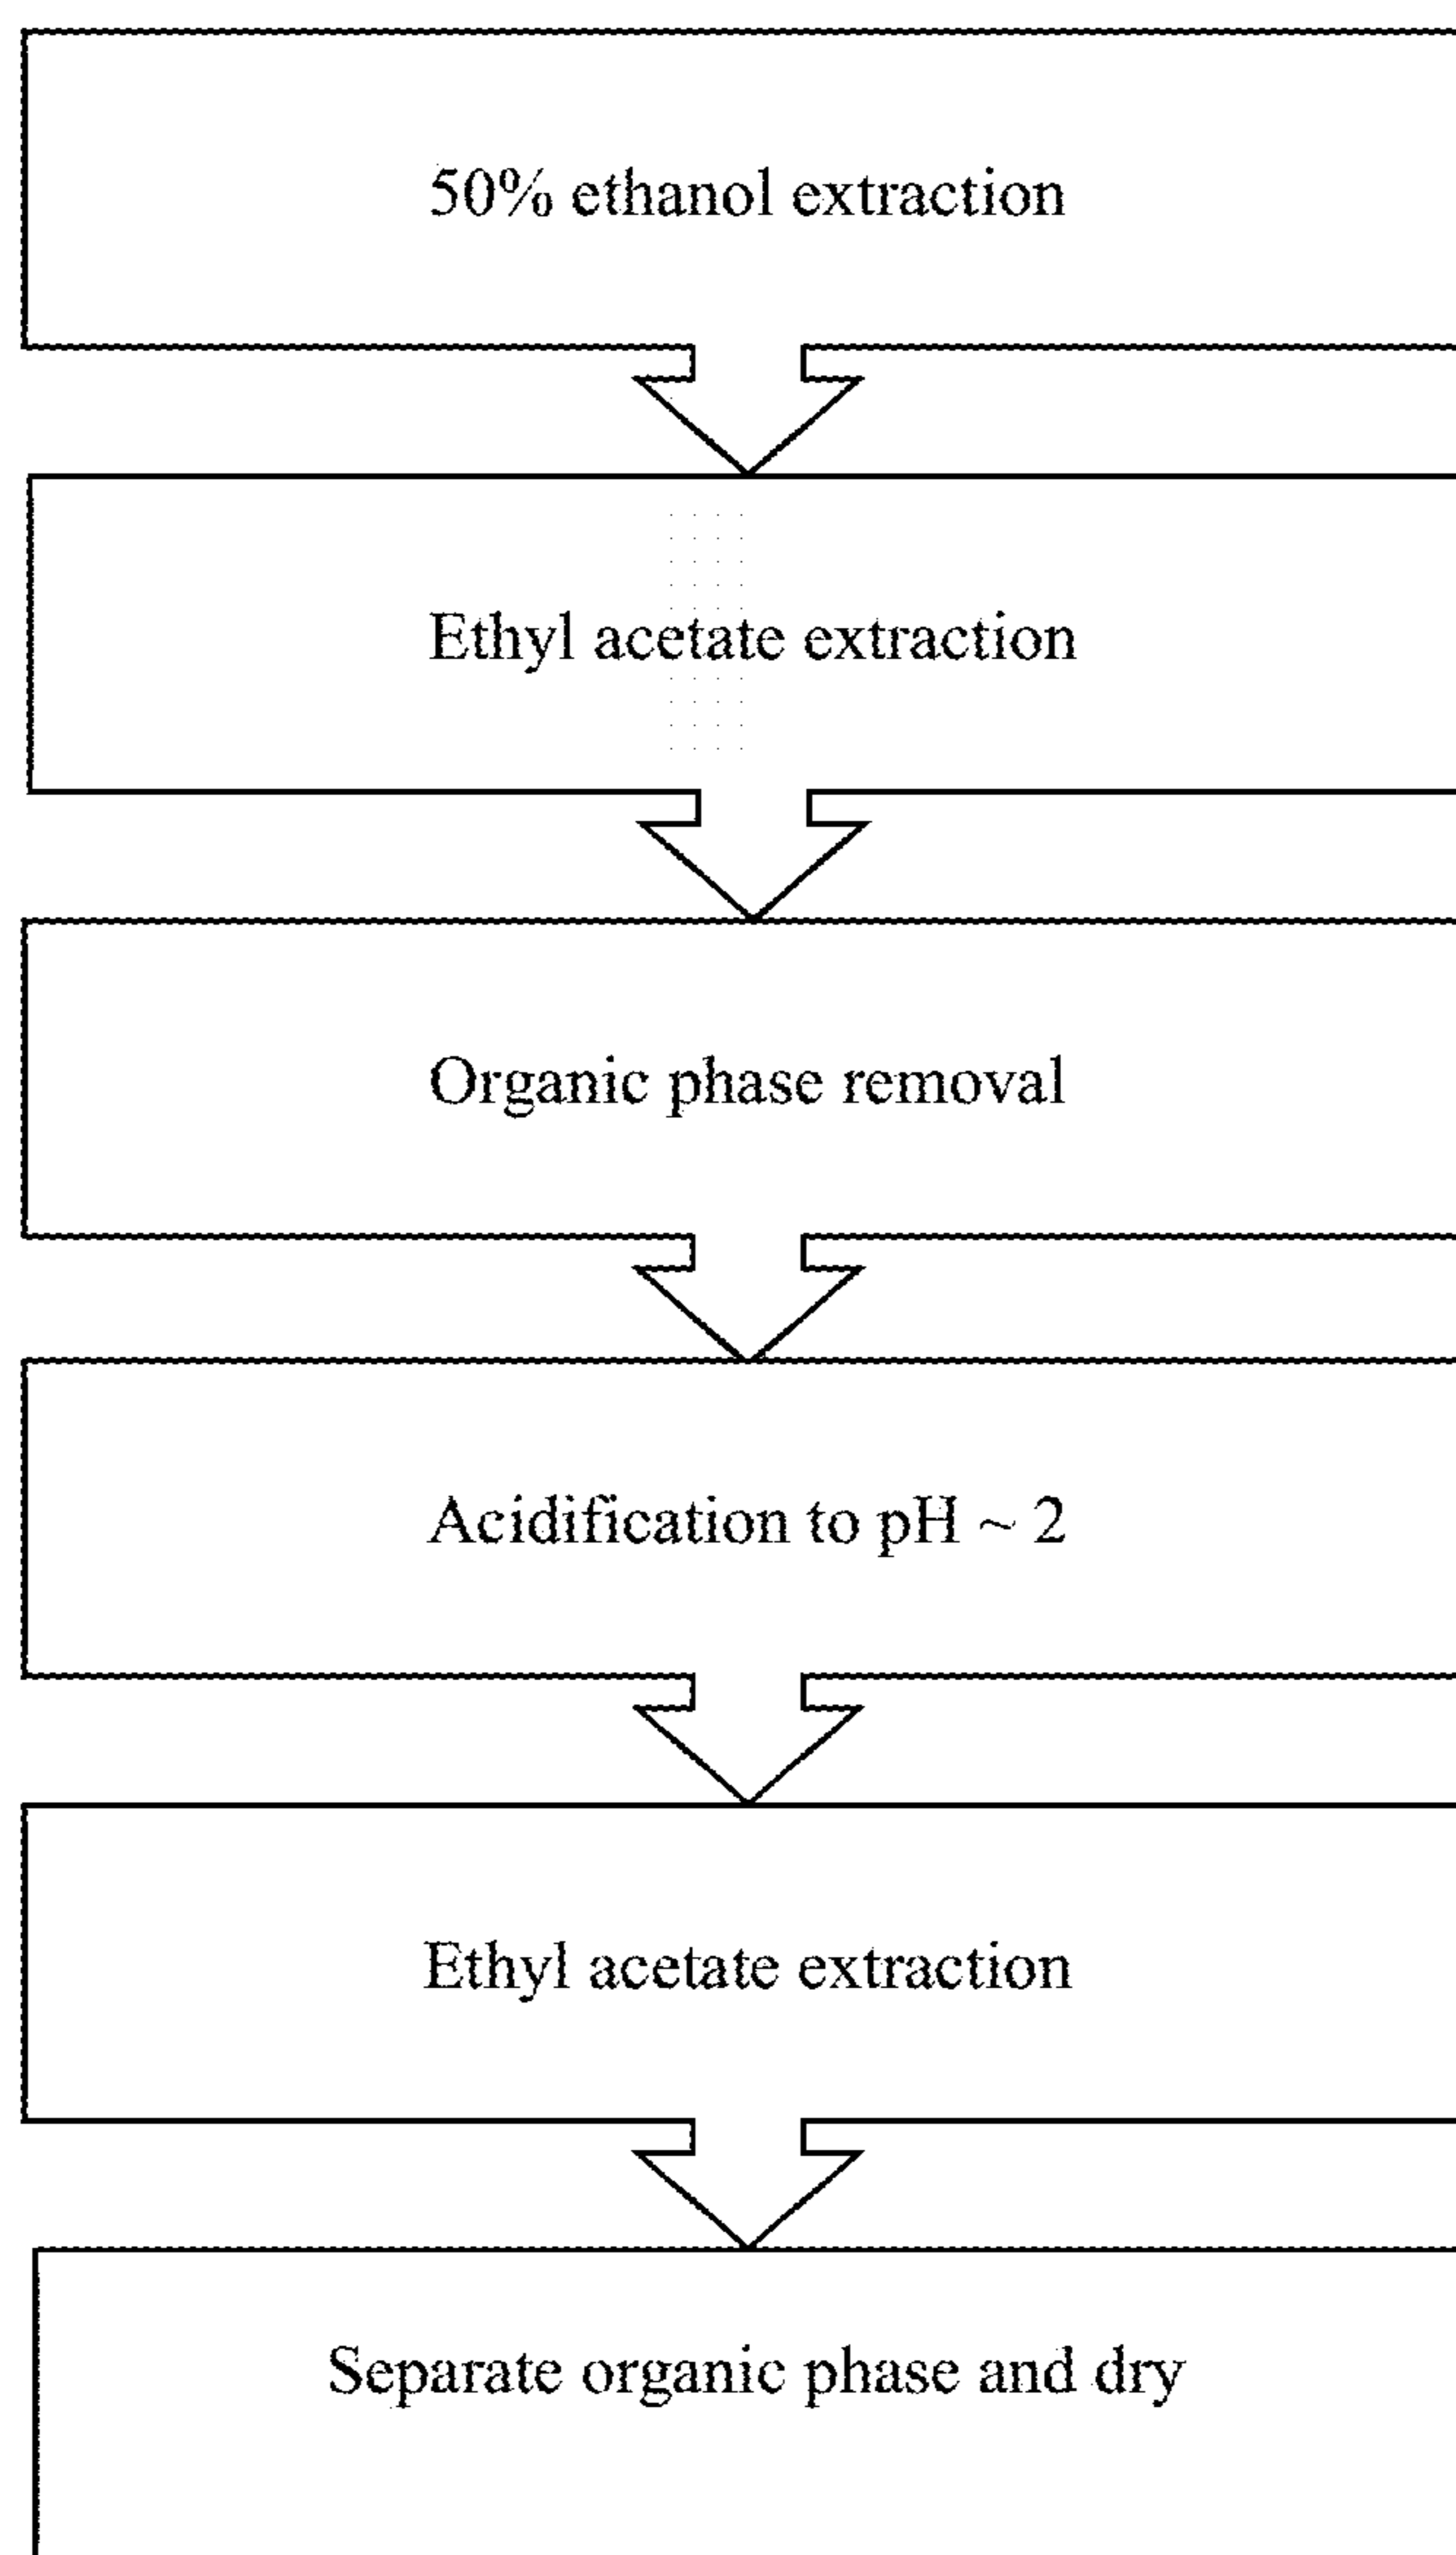 50% ethanol extraction
Ethyl acetate extraction
Organic phase removal
Acidification to pH ~ 2
Ethyl acetate extraction
Separate organic phase and dry